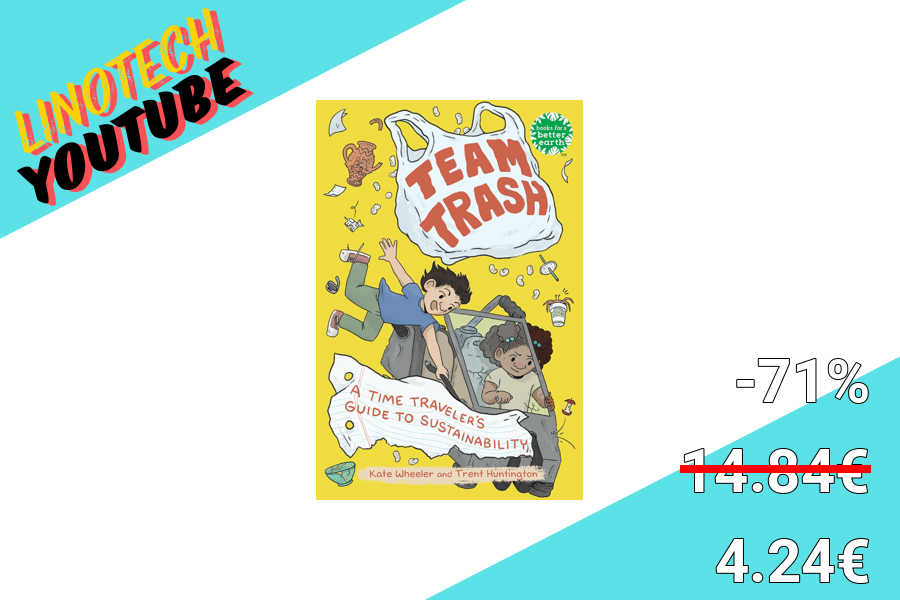 LINOTECH
YOUTUBE
books for a
better
earth
TEAM
TRASH
A TIME TRAVELER'S
GUIDE TO SUSTAINABILITY
Kate Wheeler and Trent Huntington
-71%
14.84€
4.24€